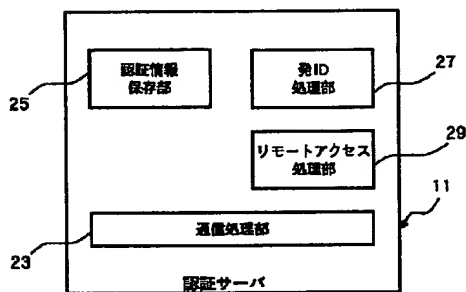 25
認証情報
保存部
発ID
処理部
27
リモートアクセス
処理部
29
11
通信処理部
23
認証サーバ